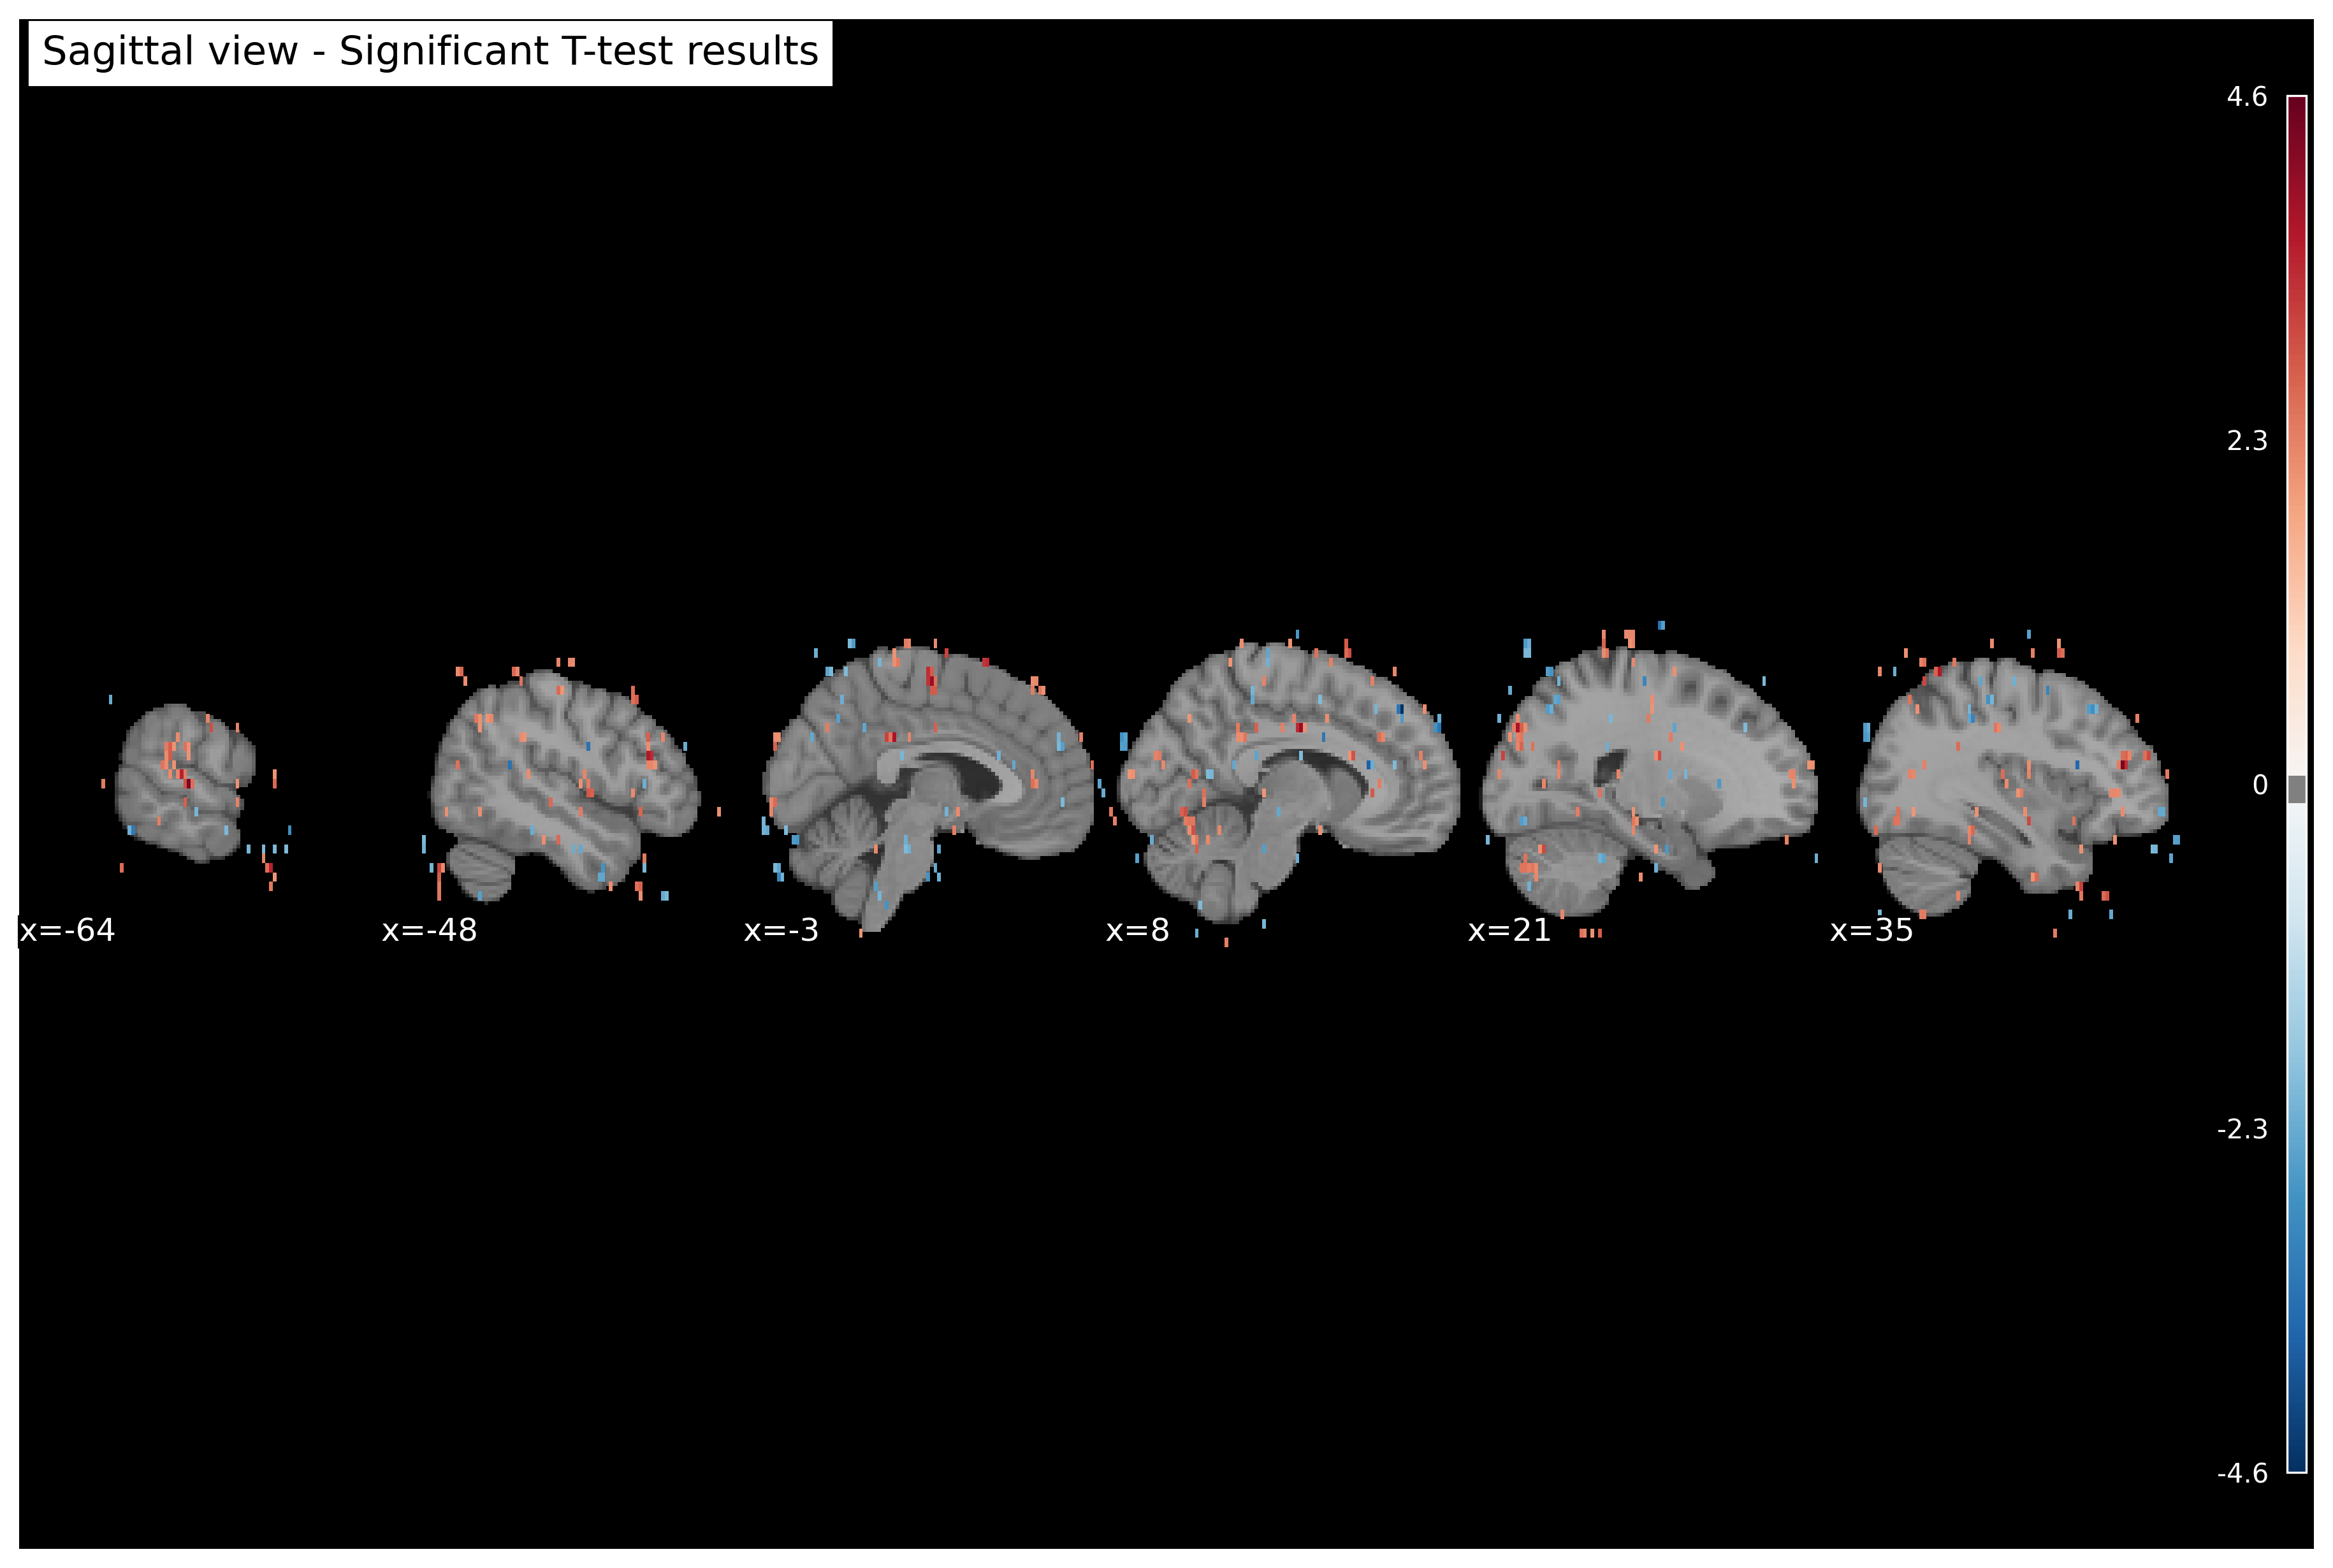 Sagittal view - Significant T-test results
4.6
2.3
0
-2.3
-4.6
x=-64
x=-48
x=-3
x=8
x=21
x=35